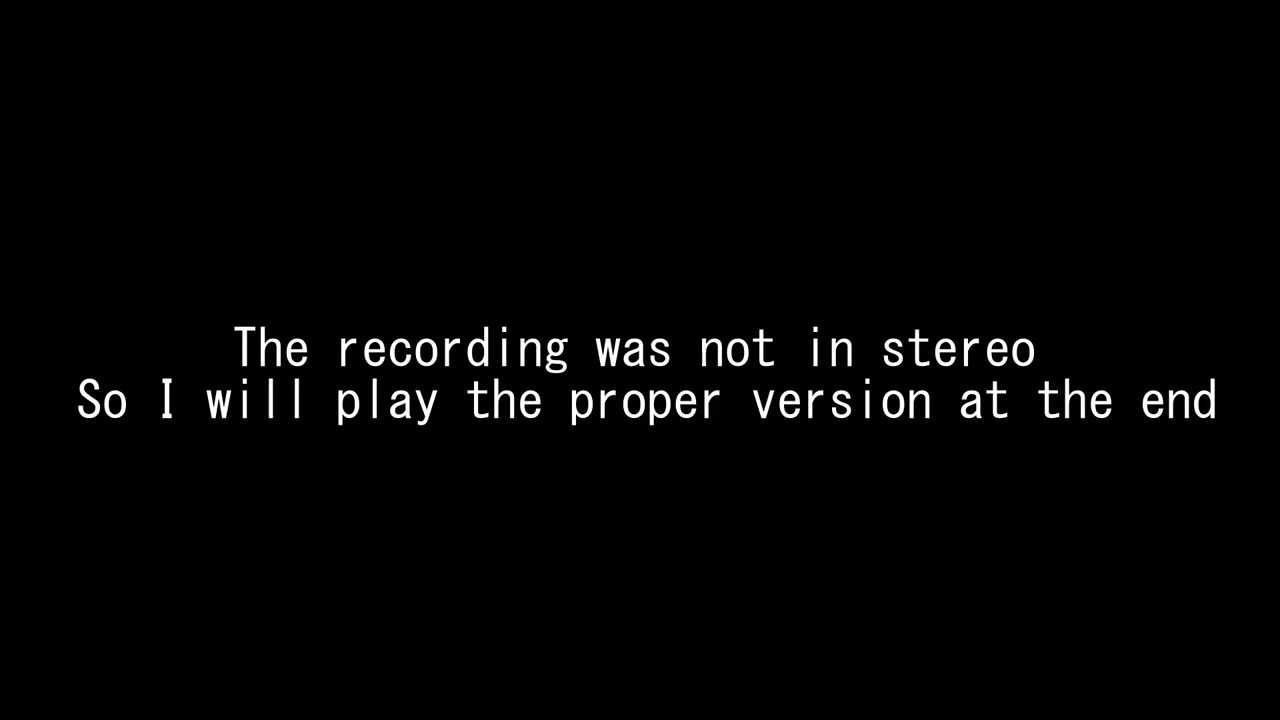 The recording was not in stereo
So I will play the proper version at the end